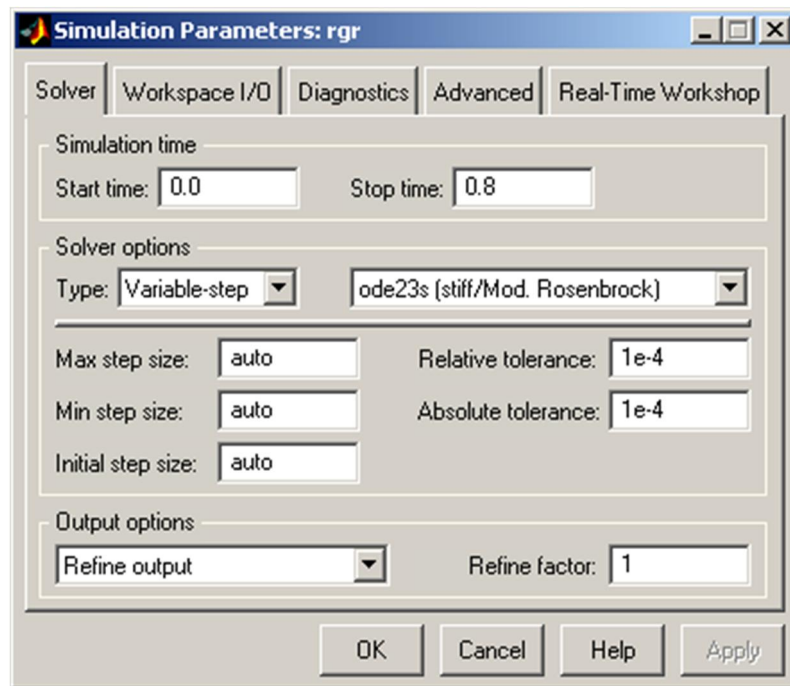 Simulation Parameters: rgr
Solver Workspace I/O Diagnostics Advanced Real-Time Workshop
Simulation time
Start time: 0.0 Stop time: 0.8
Solver options
Type: Variable-step ode23s (stiff/Mod. Rosenbrock)
Max step size: auto Relative tolerance: 1e-4
Min step size: auto Absolute tolerance: 1e-4
Initial step size: auto
Output options
Refine output Refine factor: 1
OK Cancel Help Apply